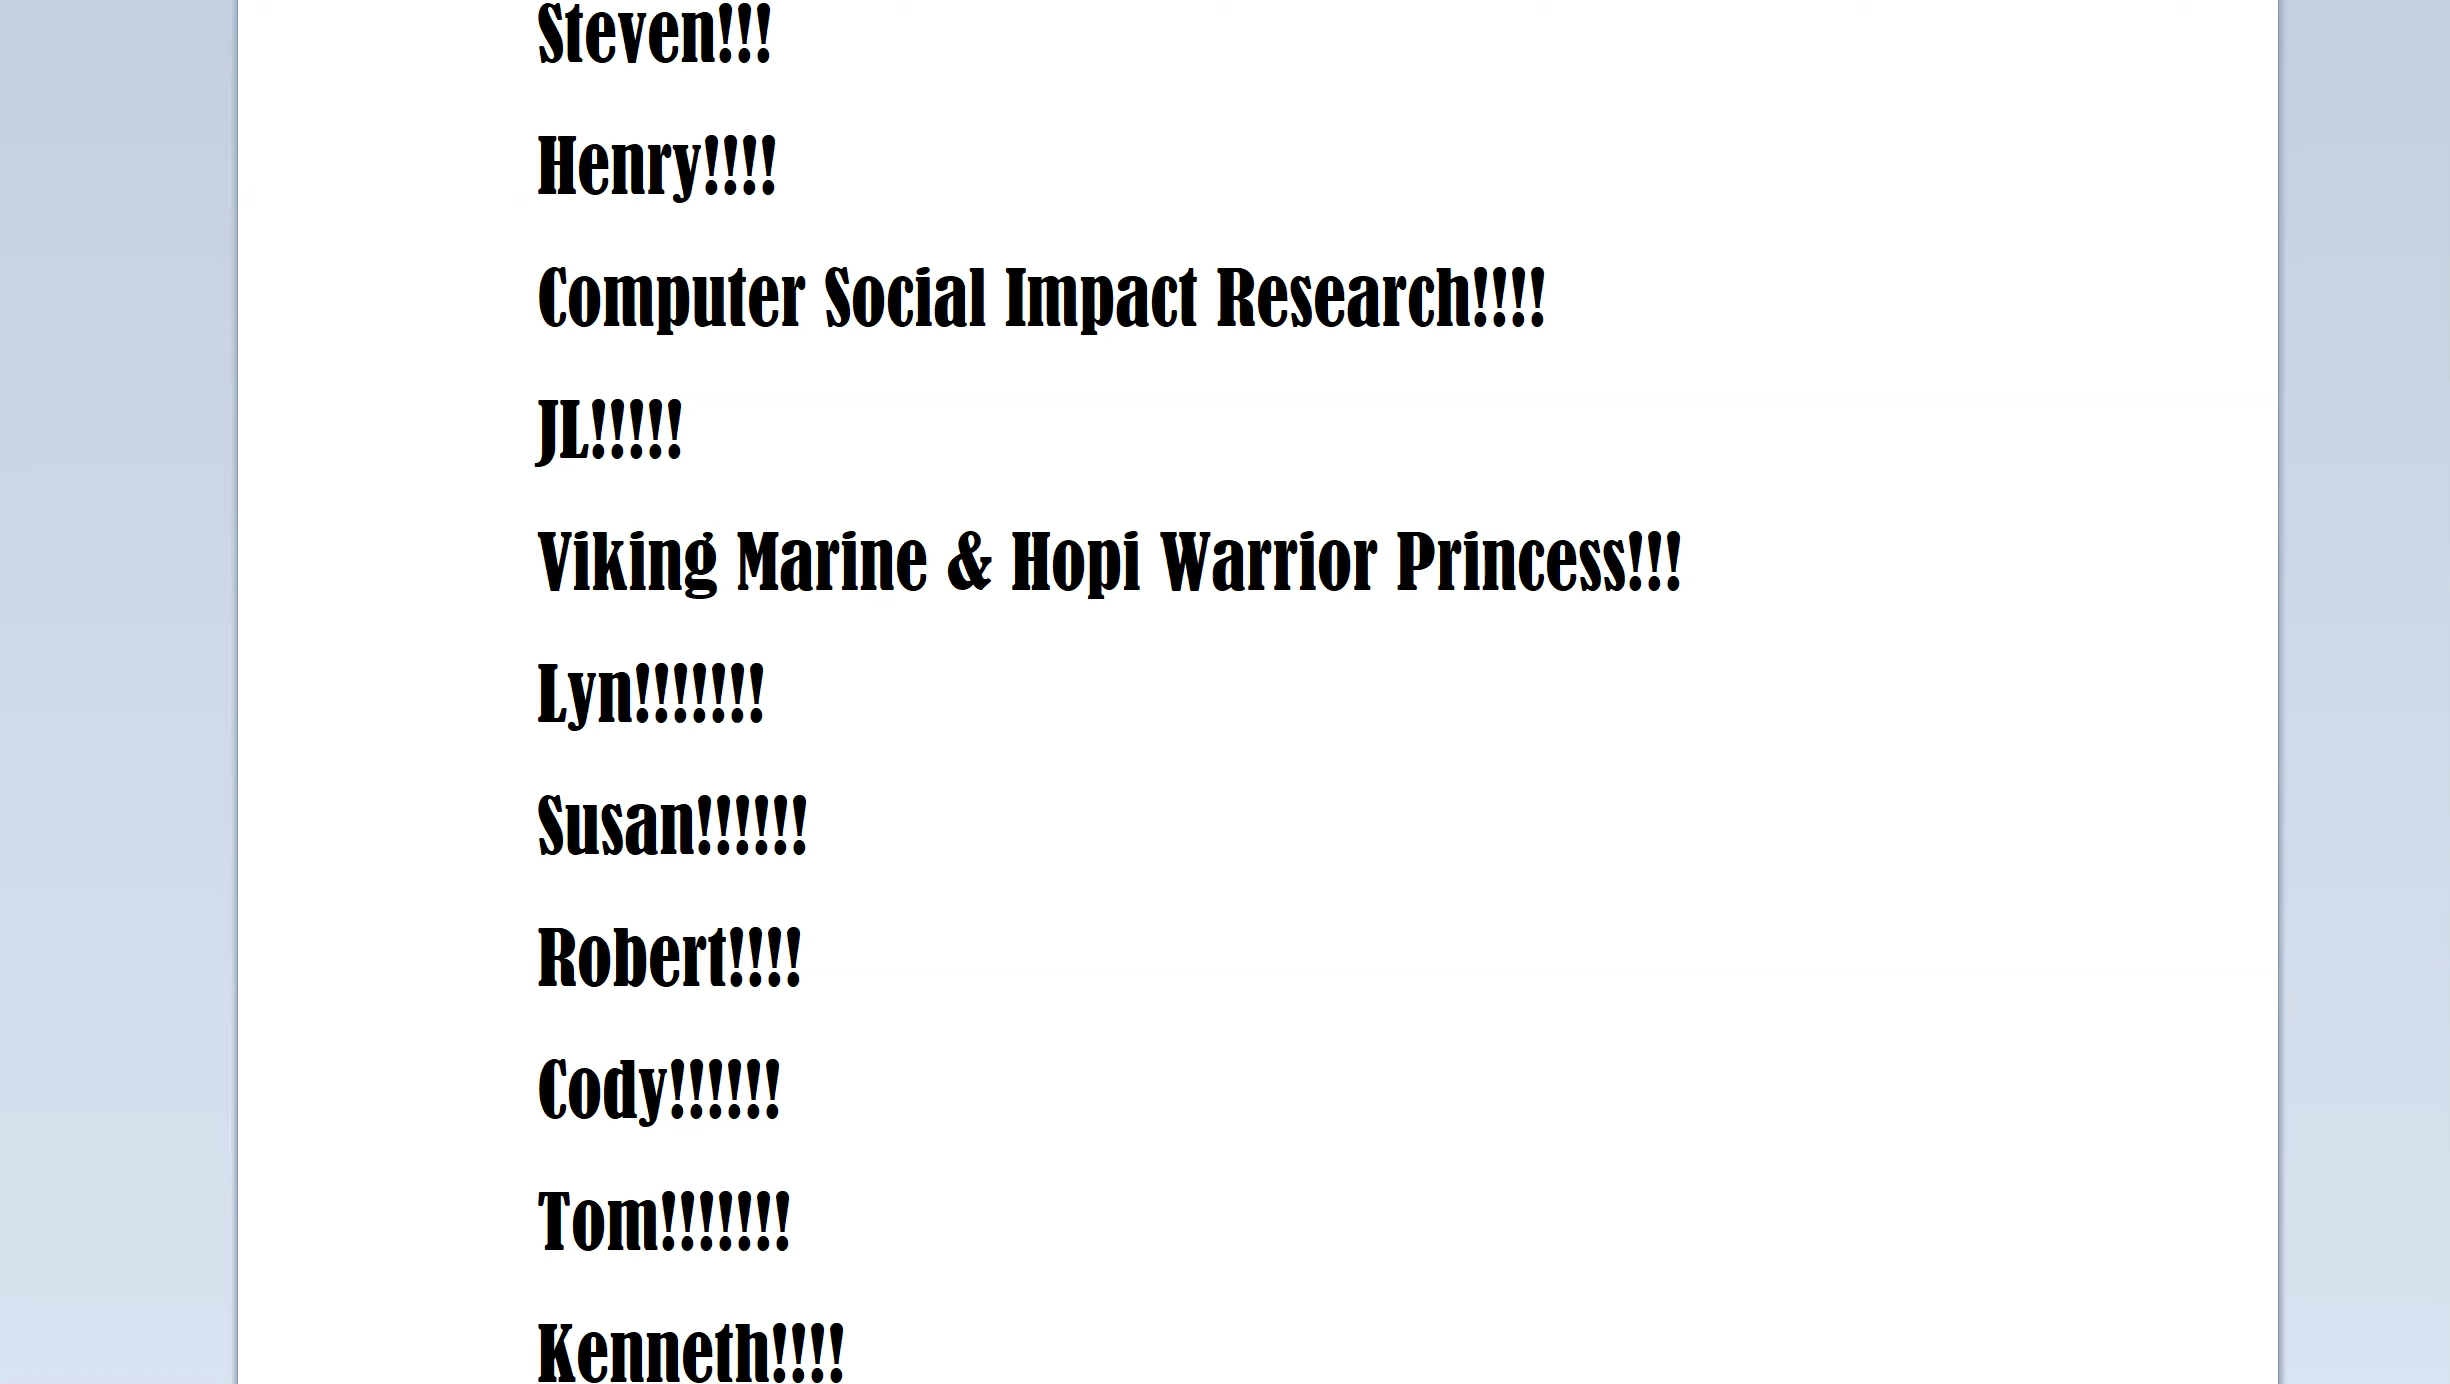 Steven!!!
Henry!!!!
Computer Social Impact Research!!!!
JL!!!!!
Viking Marine & Hopi Warrior Princess!!!
Lyn!!!!!!!
Susan!!!!!!
Robert!!!!
Cody!!!!!!
Tom!!!!!!!
Kenneth!!!!